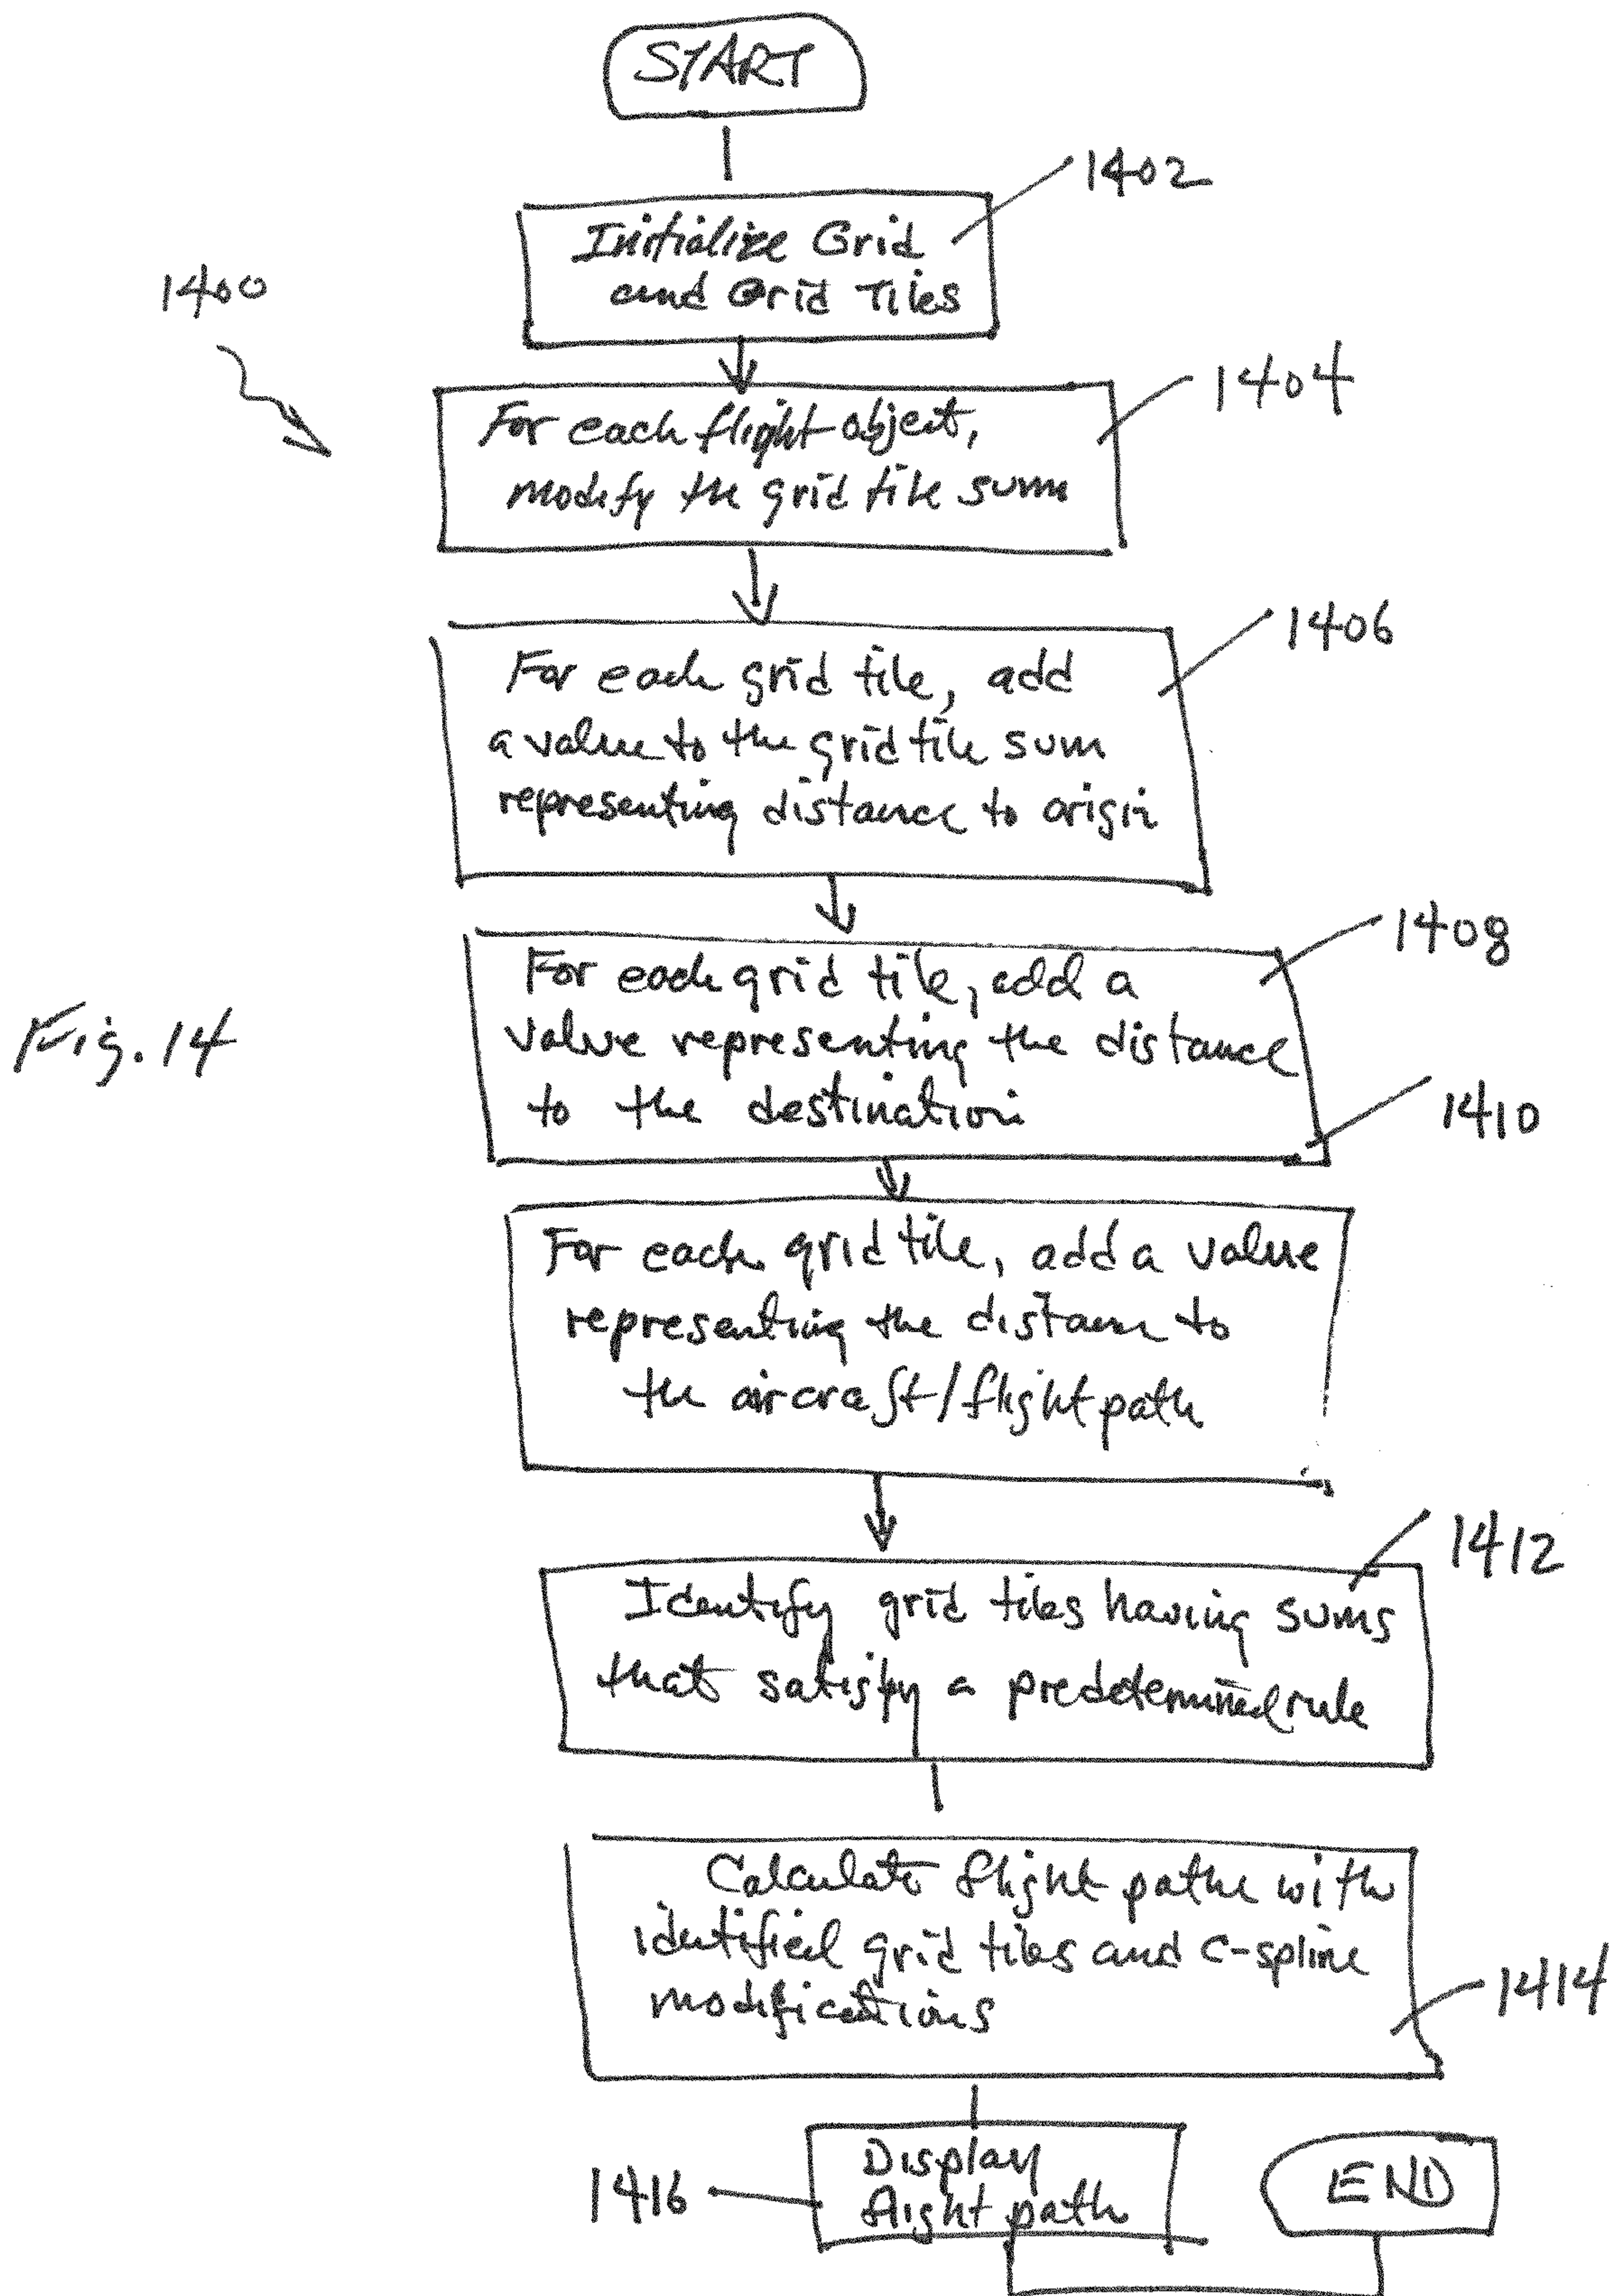 START
1402
Initialize Grid
and Grid Tiles
1400
1404
For each flight object,
modify the grid tile sum
1406
For each grid tile, add
a value to the grid tile sum
representing distance to origin
1408
For each grid tile, add a
value representing the distance
to the destination
Fig. 14
1410
For each grid tile, add a value
representing the distance to
the aircraft/flight path
1412
Identify grid tiles having sums
that satisfy a predetermined rule
Calculate flight path with
identified grid tiles and c-spline
modifications
1414
Display
flight path
1416
END